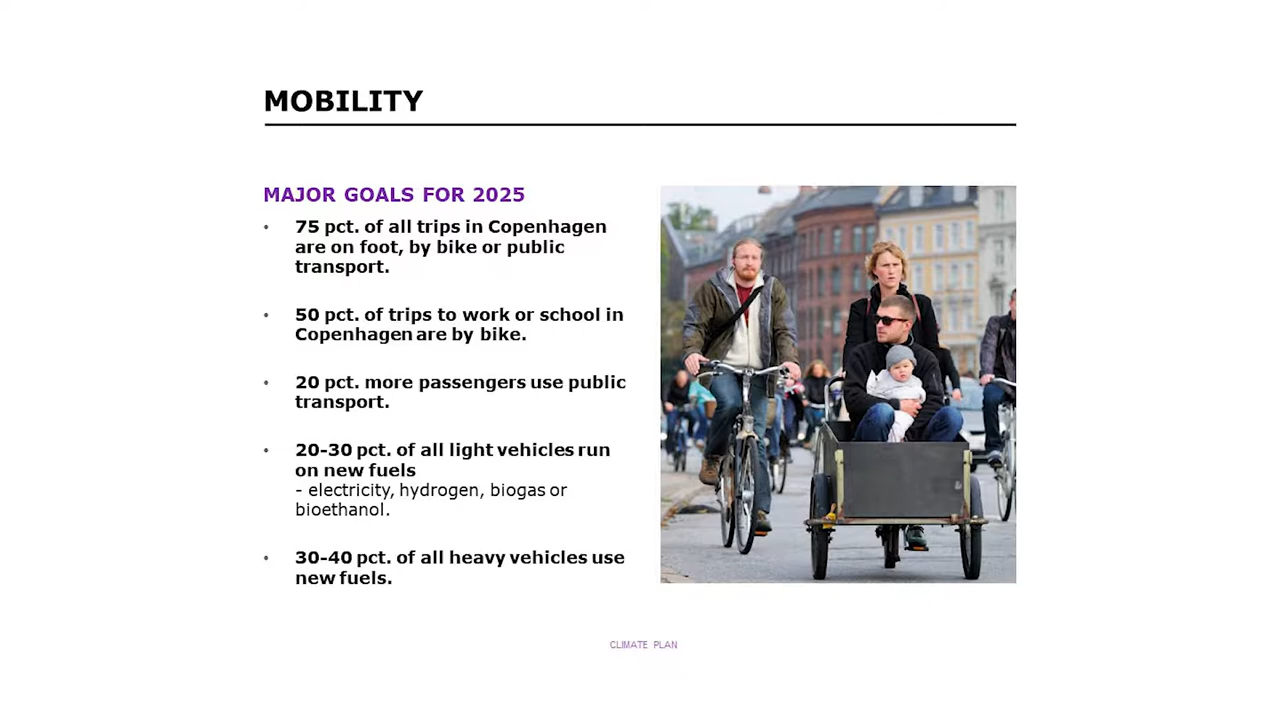 MOBILITY
MAJOR GOALS FOR 2025
• 75 pct. of all trips in Copenhagen
are on foot, by bike or public
transport.
• 50 pct. of trips to work or school in
Copenhagen are by bike.
• 20 pct. more passengers use public
transport.
• 20-30 pct. of all light vehicles run
on new fuels
- electricity, hydrogen, biogas or
bioethanol.
• 30-40 pct. of all heavy vehicles use
new fuels.
CLIMATE PLAN